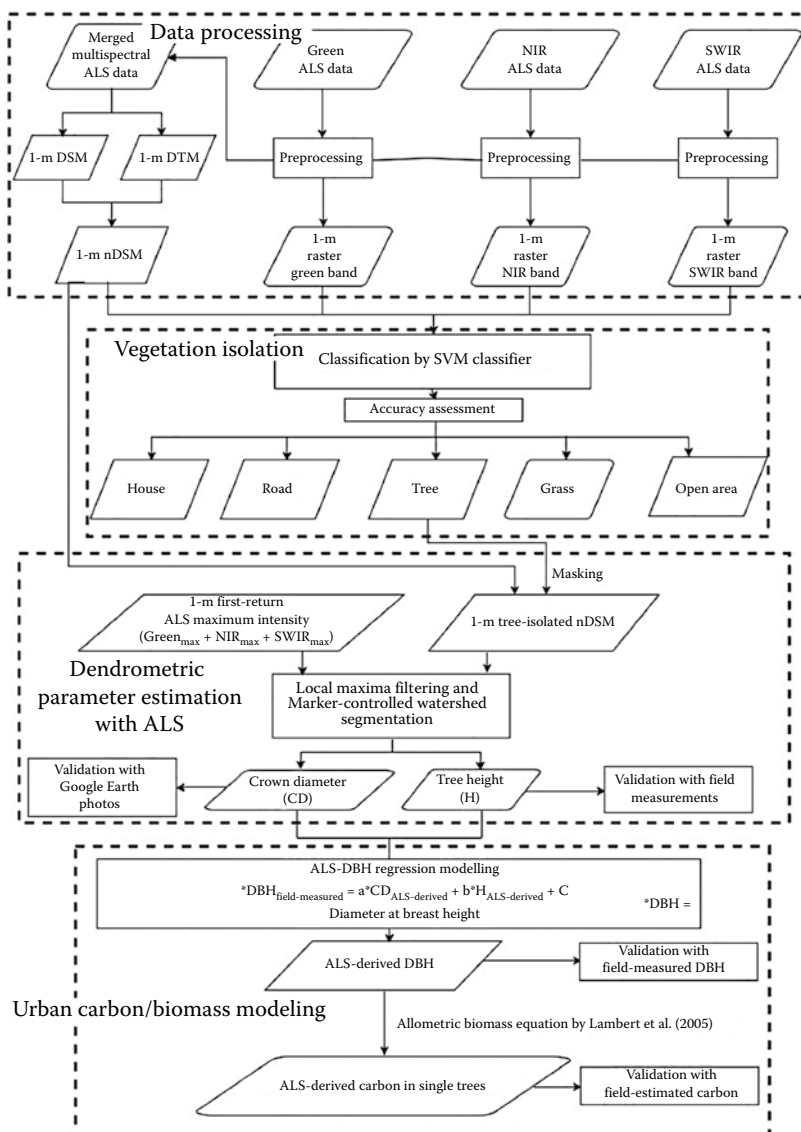 Data processing
Merged
multispectral
ALS data
Green
ALS data
NIR
ALS data
SWIR
ALS data
1-m DSM
1-m DTM
Preprocessing
Preprocessing
Preprocessing
1-m nDSM
1-m
raster
green band
1-m
raster
NIR band
1-m
raster
SWIR band
Vegetation isolation
Classification by SVM classifier
Accuracy assessment
House
Road
Tree
Grass
Open area
Masking
1-m first-return
ALS maximum intensity
(Greenmax + NIRmax + SWIRmax)
1-m tree-isolated nDSM
Dendrometric
parameter estimation
with ALS
Local maxima filtering and
Marker-controlled watershed
segmentation
Validation with
Google Earth
photos
Crown diameter
(CD)
Tree height
(H)
Validation with field
measurements
ALS-DBH regression modelling
*DBHfield-measured = a*CDALS-derived + b*HALS-derived + C
*DBH =
Diameter at breast height
ALS-derived DBH
Validation with
field-measured DBH
Urban carbon/biomass modeling
Allometric biomass equation by Lambert et al. (2005)
ALS-derived carbon in single trees
Validation with
field-estimated carbon